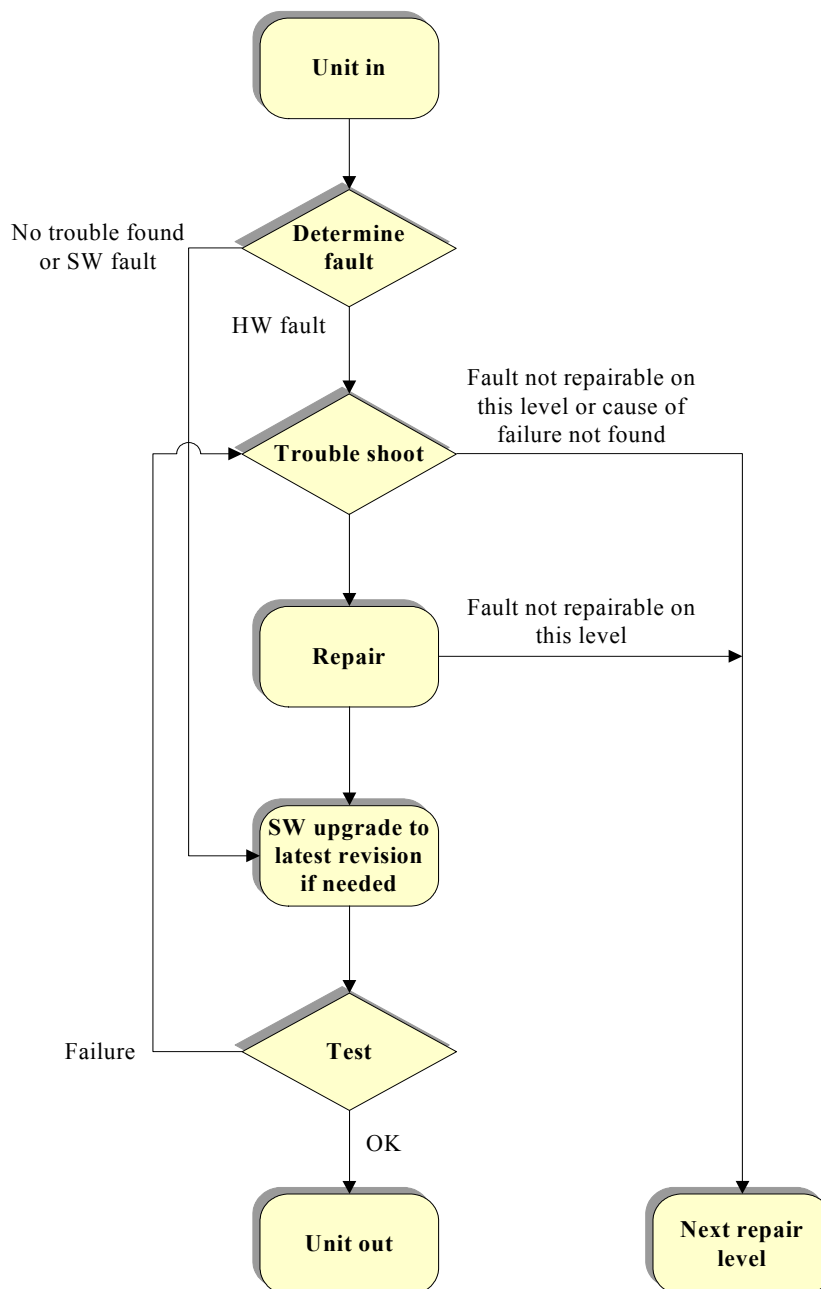 Unit in
No trouble found
or SW fault
Determine
fault
HW fault
Fault not repairable on
this level or cause of
failure not found
Trouble shoot
Fault not repairable on
this level
Repair
SW upgrade to
latest revision
if needed
Failure
Test
OK
Unit out
Next repair
level